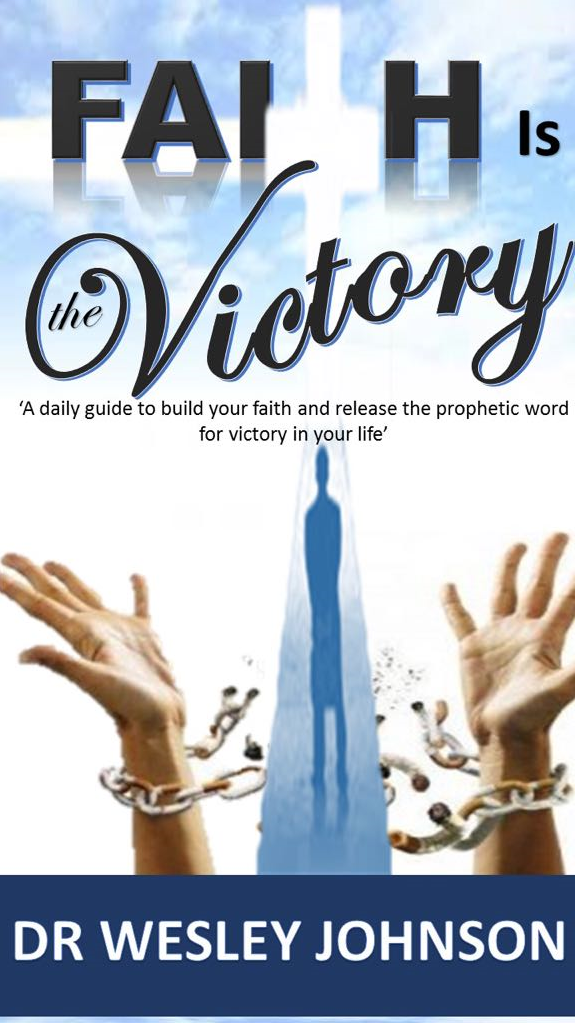 FAITH Is
the Victory
‘A daily guide to build your faith and release the prophetic word
for victory in your life’
DR WESLEY JOHNSON